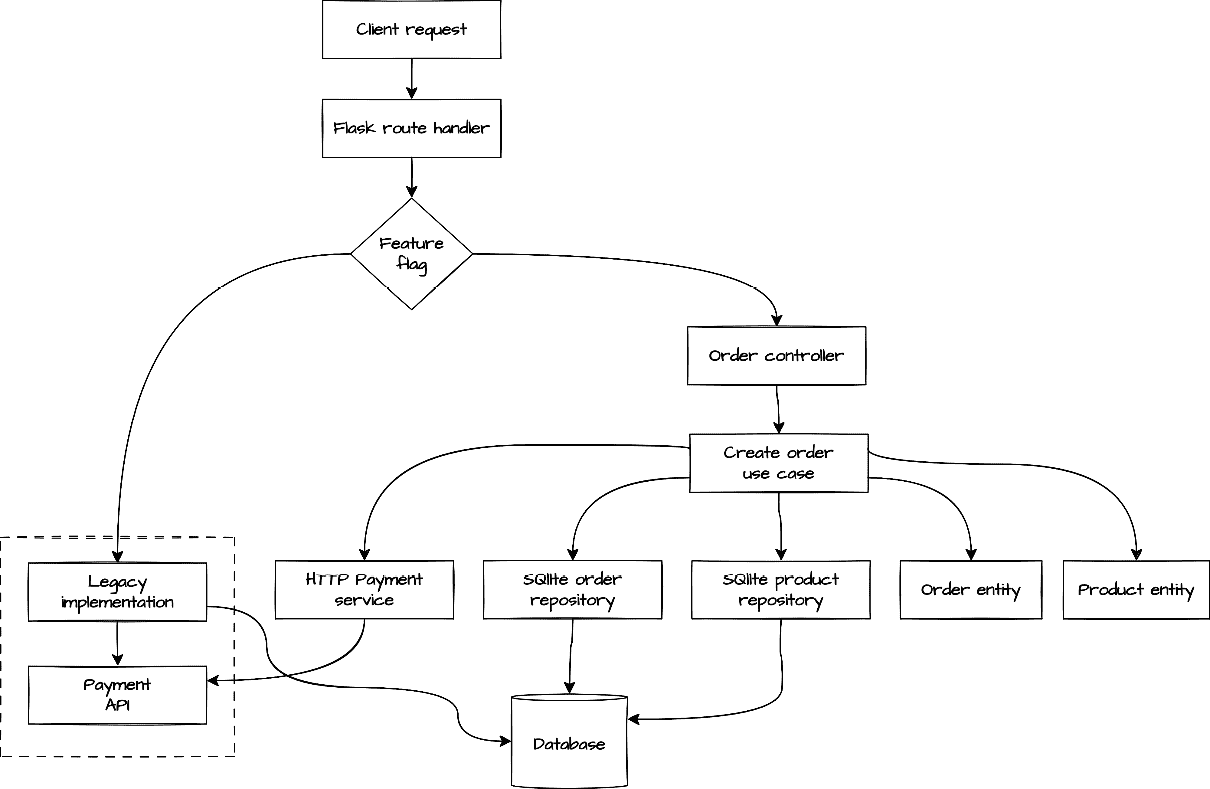 Client request
Flask route handler
Feature
flag
Order controller
Create order
use case
Legacy
implementation
HTTP Payment
service
SQlite order
repository
SQlite product
repository
Order entity
Product entity
Payment
API
Database